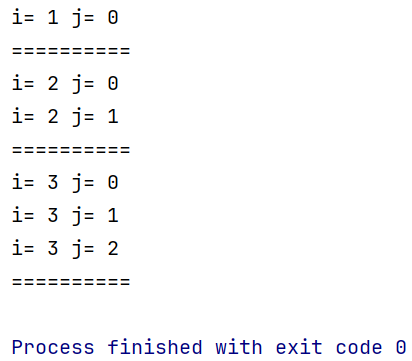 i= 1 j= 0
==========
i= 2 j= 0
i= 2 j= 1
==========
i= 3 j= 0
i= 3 j= 1
i= 3 j= 2
==========
Process finished with exit code 0